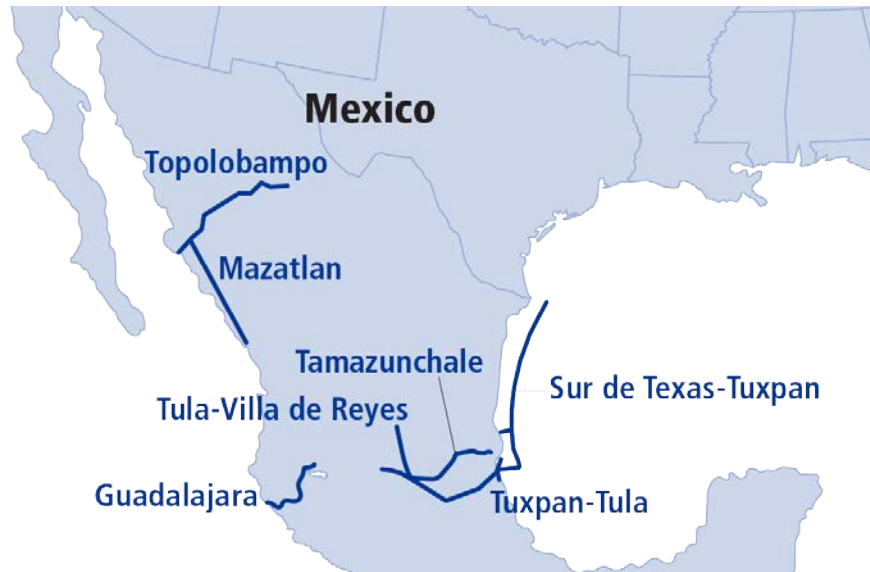 Mexico
Topolobampo
Mazatlan
Tamazunchale
Sur de Texas-Tuxpan
Tula-Villa de Reyes
Guadalajara
Tuxpan-Tula